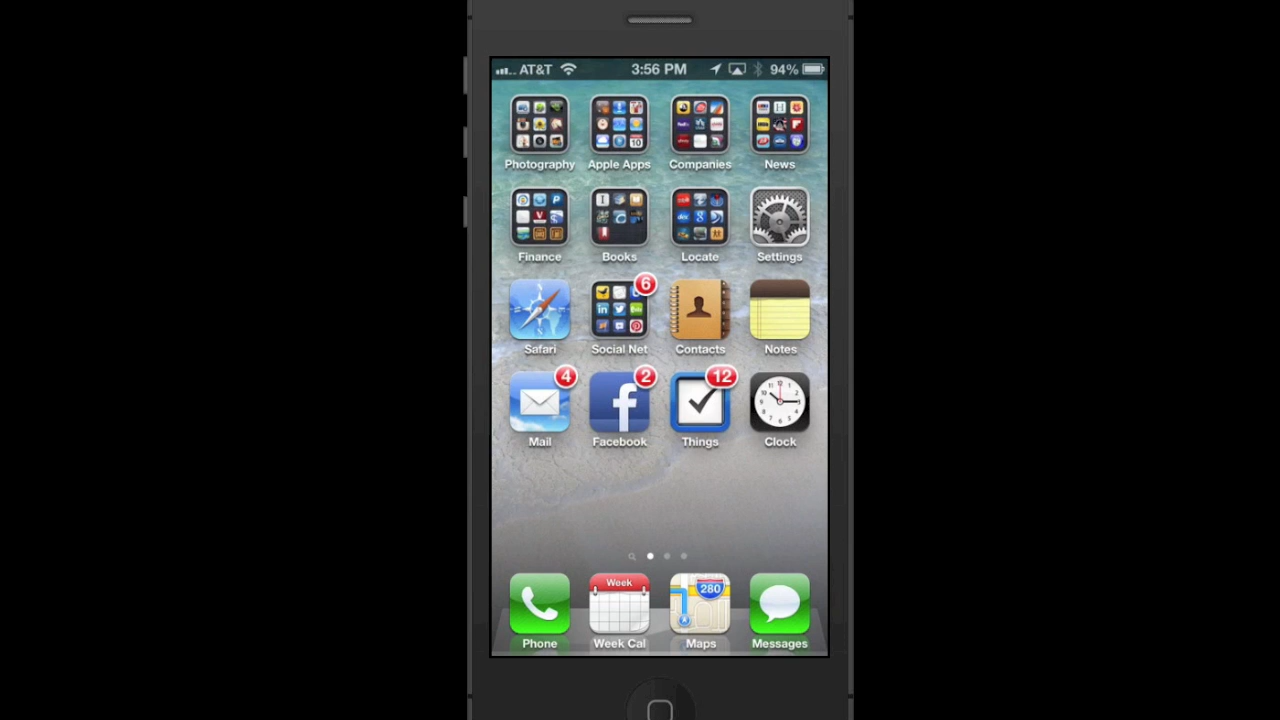 AT&T 3:56 PM 94%
Photography Apple Apps Companies News
Finance Books Locate Settings
6
Safari Social Net Contacts Notes
4 2 12
Mail Facebook Things Clock
Week 280
Phone Week Cal Maps Messages